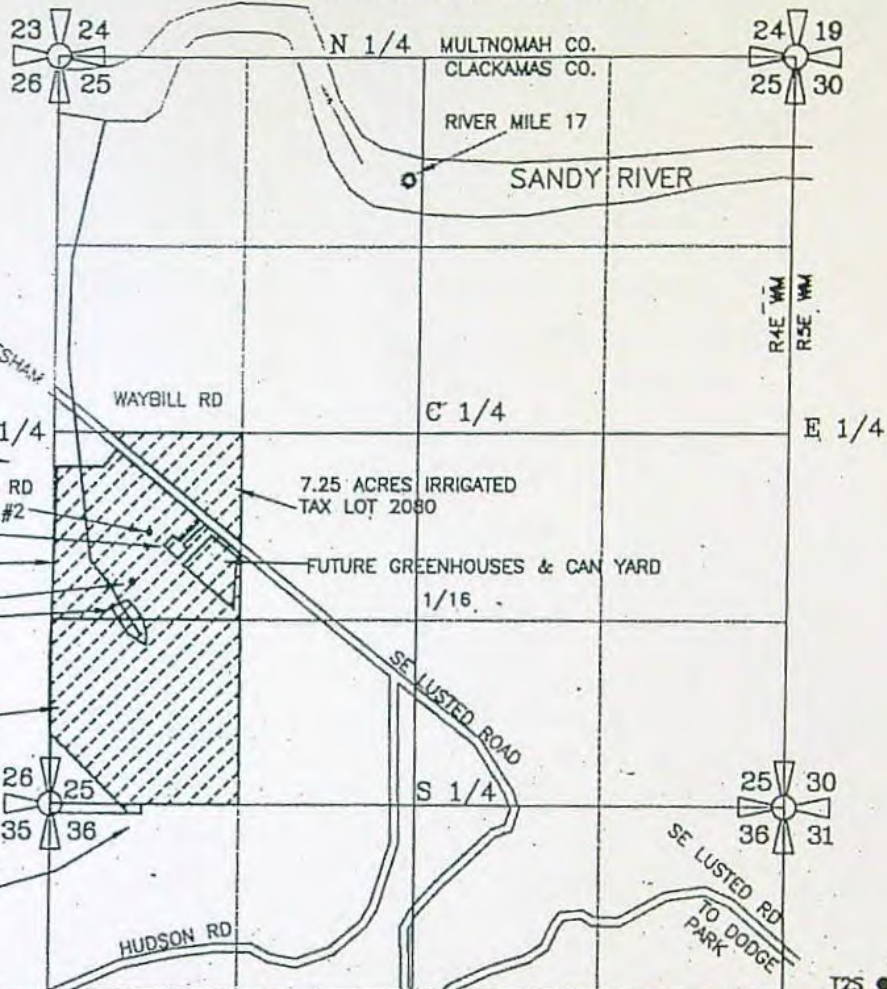 23 24
26 25
N 1/4
MULTNOMAH CO.
CLACKAMAS CO.
24 19
25 30
RIVER MILE 17
SANDY RIVER
R4E WM
R5E WM
ESHAM
WAYBILL RD
1/4
C 1/4
E 1/4
RD
#2
7.25 ACRES IRRIGATED
TAX LOT 2080
FUTURE GREENHOUSES & CAN YARD
1/16
SE LUSTED ROAD
26 25
35 36
S 1/4
25 30
36 31
SE LUSTED RD
TO DODGE
PARK
HUDSON RD
T2S